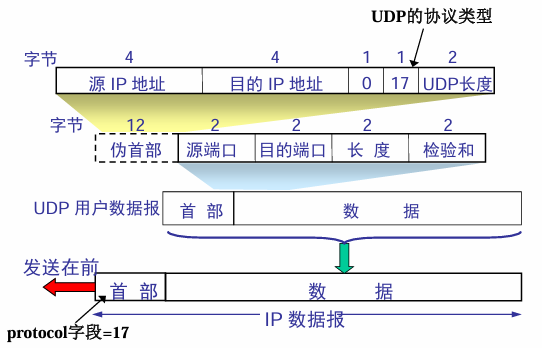 UDP的协议类型
字节 4 4 1 1 2
源 IP 地址 目的 IP 地址 0 17 UDP长度
字节 12 2 2 2 2
伪首部 源端口 目的端口 长 度 检验和
UDP 用户数据报 首 部 数 据
发送在前
首 部 数 据
IP 数据报
protocol字段=17